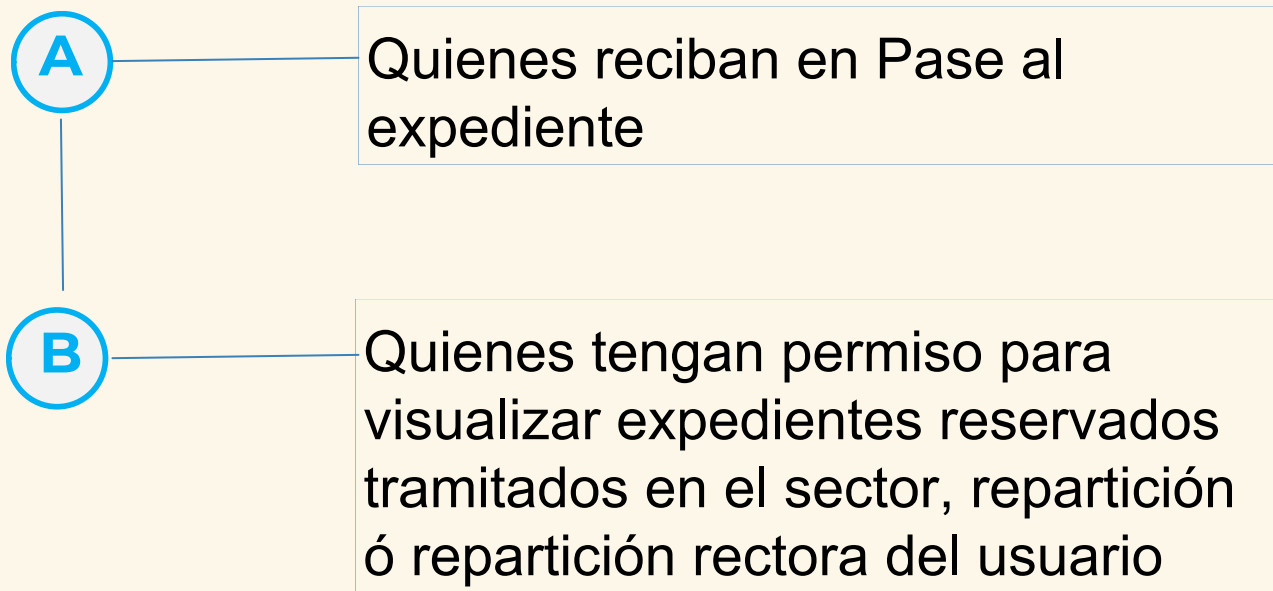 A
Quienes reciban en Pase al
expediente
B
Quienes tengan permiso para
visualizar expedientes reservados
tramitados en el sector, repartición
ó repartición rectora del usuario